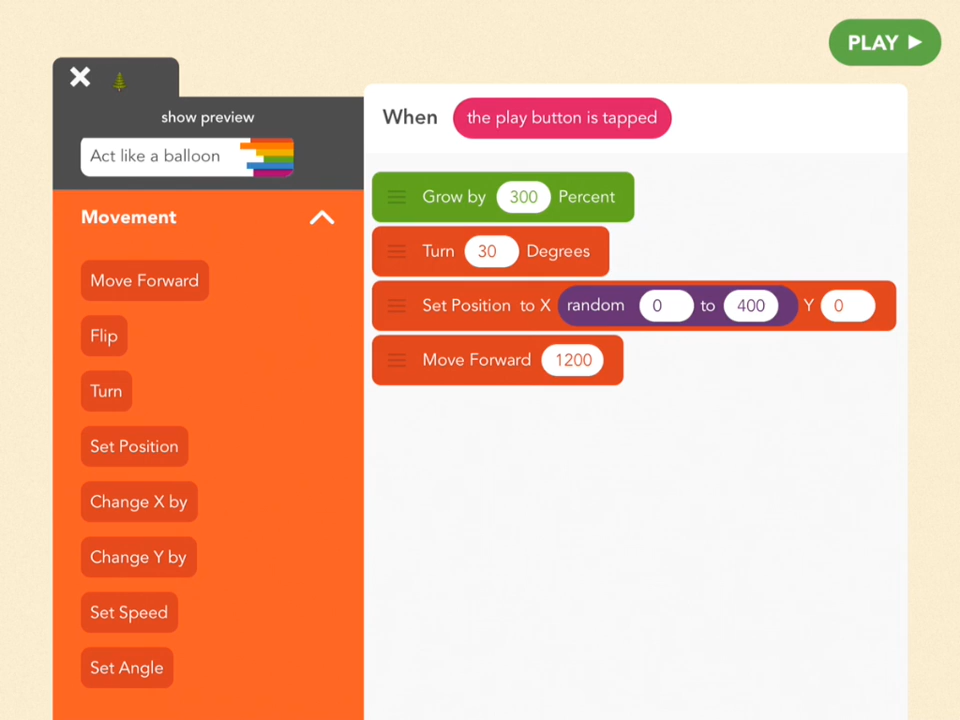 PLAY
show preview
When the play button is tapped
Act like a balloon
Grow by 300 Percent
Movement
Turn 30 Degrees
Move Forward
Set Position to X random 0 to 400 Y 0
Flip
Move Forward 1200
Turn
Set Position
Change X by
Change Y by
Set Speed
Set Angle